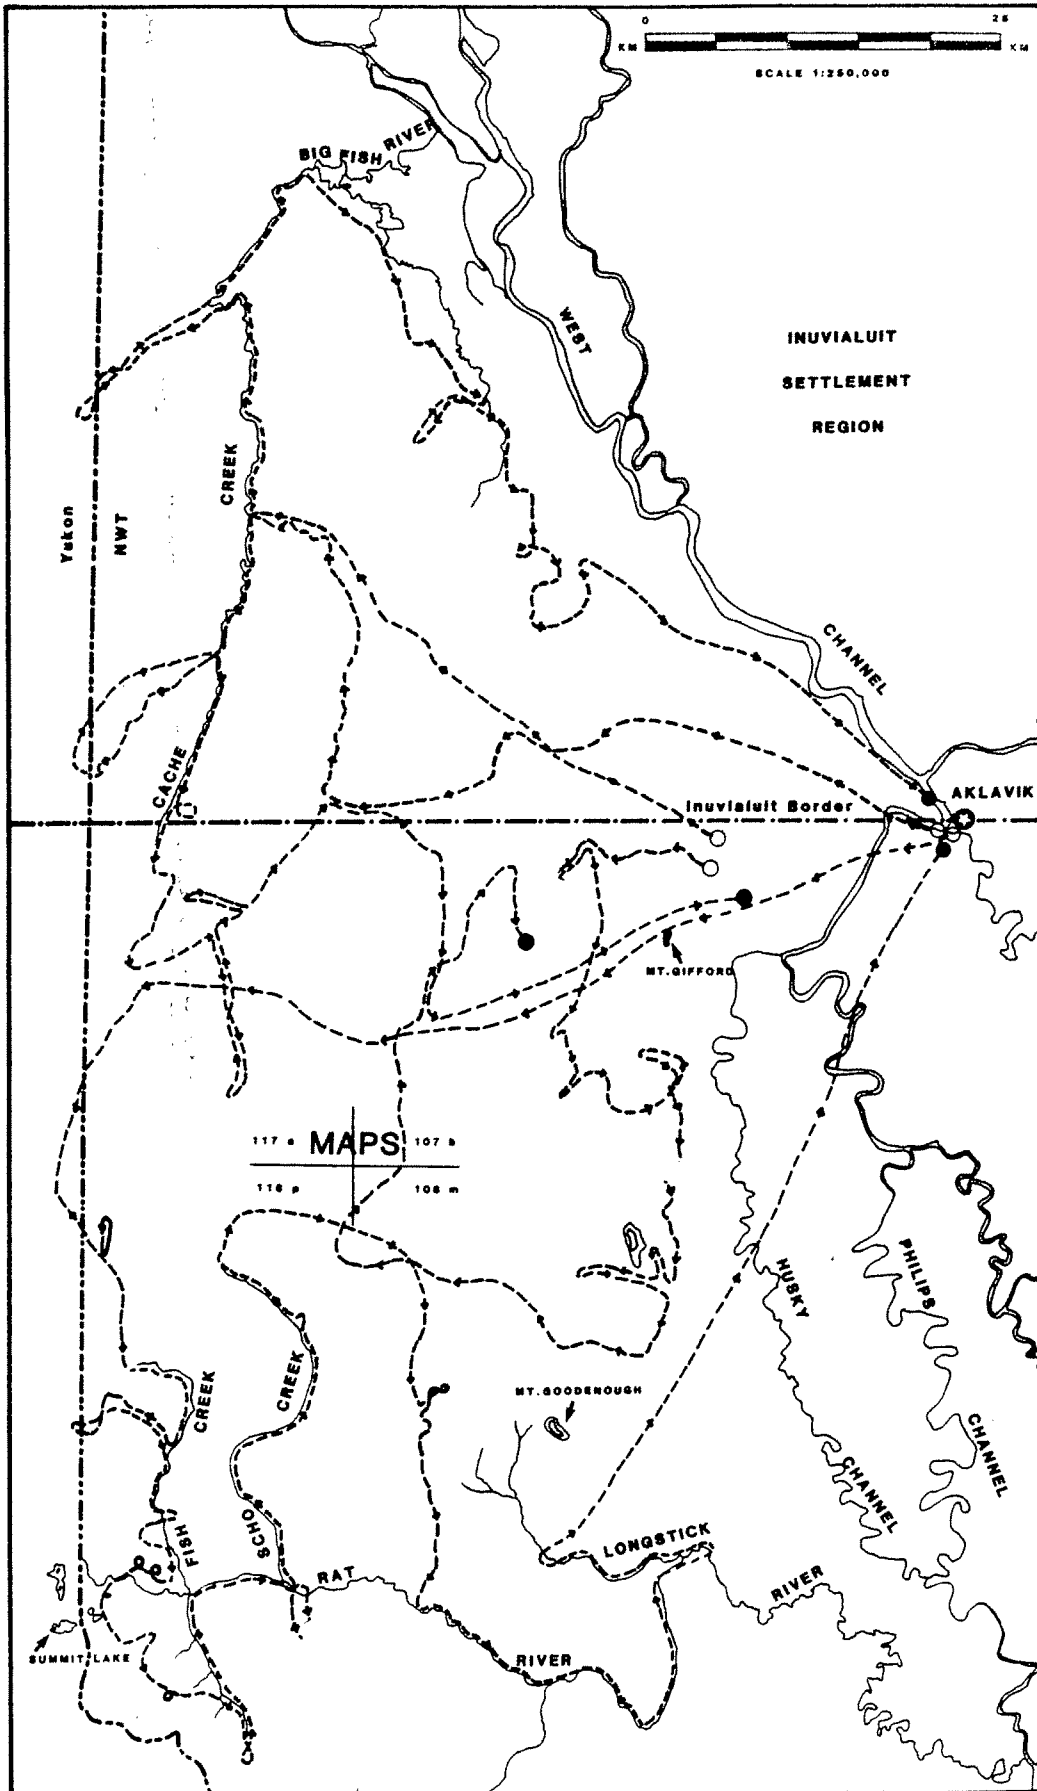 0 25
KM KM
SCALE 1:250,000
BIG FISH RIVER
WEST
INUVIALUIT
SETTLEMENT
REGION
CREEK
Yukon
NWT
CHANNEL
CACHE
AKLAVIK
Inuvialuit Border
MT. GIFFORD
117 a MAPS 107 b
116 p 106 m
HUSKY
PHILIPS
CREEK
CREEK
MT. GOODENOUGH
CHANNEL
CHANNEL
FISH
SCHO
LONGSTICK
RAT
RIVER
SUMMIT LAKE
RIVER